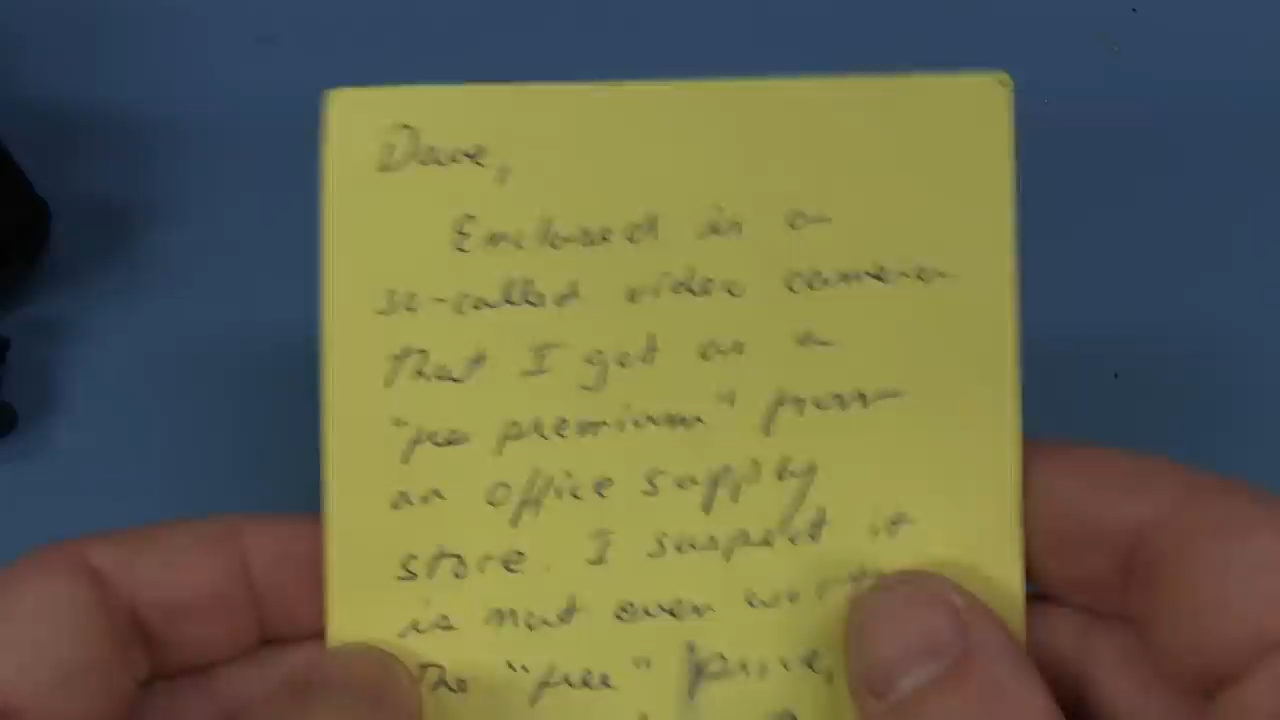 Dave,
Enclosed is a
so-called video camera
that I got as a
"free premium" from
an office supply
store. I suspect it
is not even worth
the "free" price,